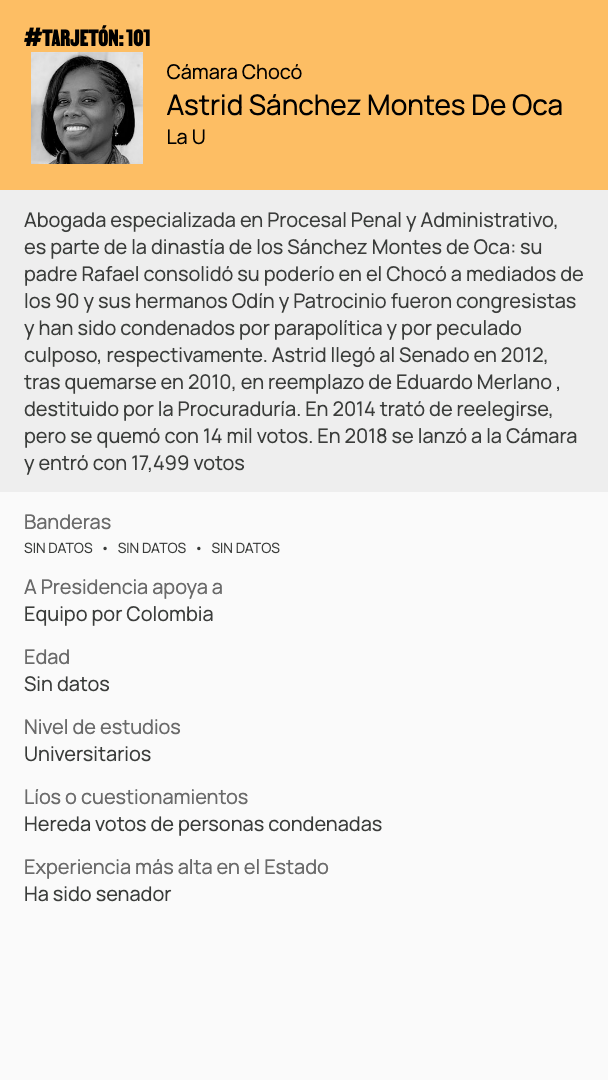 #TARJETÓN: 101
Cámara Chocó
Astrid Sánchez Montes De Oca
La U
Abogada especializada en Procesal Penal y Administrativo,
es parte de la dinastía de los Sánchez Montes de Oca: su
padre Rafael consolidó su poderío en el Chocó a mediados de
los 90 y sus hermanos Odín y Patrocinio fueron congresistas
y han sido condenados por parapolítica y por peculado
culposo, respectivamente. Astrid llegó al Senado en 2012,
tras quemarse en 2010, en reemplazo de Eduardo Merlano ,
destituido por la Procuraduría. En 2014 trató de reelegirse,
pero se quemó con 14 mil votos. En 2018 se lanzó a la Cámara
y entró con 17,499 votos
Banderas
SIN DATOS • SIN DATOS • SIN DATOS
A Presidencia apoya a
Equipo por Colombia
Edad
Sin datos
Nivel de estudios
Universitarios
Líos o cuestionamientos
Hereda votos de personas condenadas
Experiencia más alta en el Estado
Ha sido senador